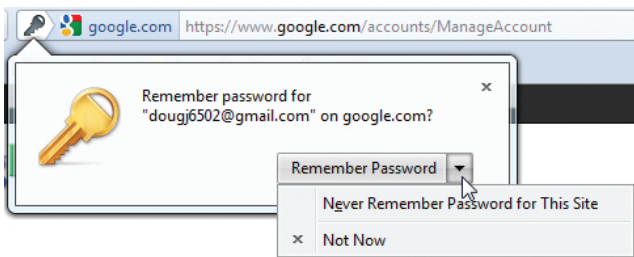 google.com https://www.google.com/accounts/ManageAccount
Remember password for
"dougj6502@gmail.com" on google.com?
Remember Password
Never Remember Password for This Site
Not Now